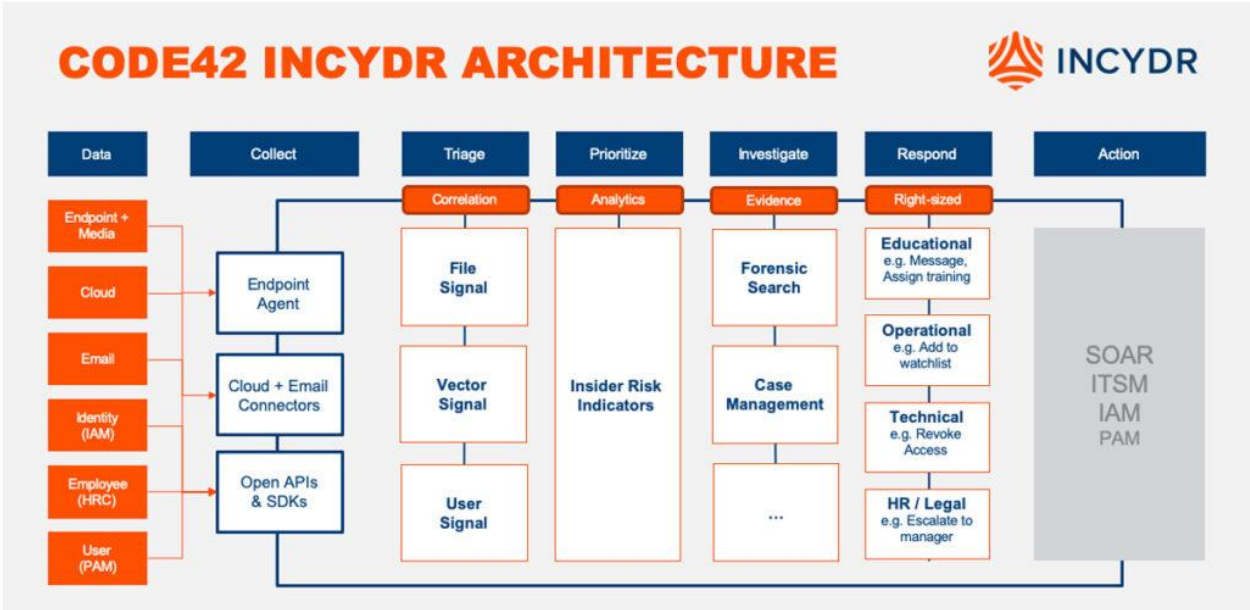 CODE42 INCYDR ARCHITECTURE
INCYDR
Data
Collect
Triage
Prioritize
Investigate
Respond
Action
Correlation
Analytics
Evidence
Right-sized
Endpoint +
Media
Cloud
Email
Identity
(IAM)
Employee
(HRC)
User
(PAM)
Endpoint
Agent
Cloud + Email
Connectors
Open APIs
& SDKs
File
Signal
Vector
Signal
User
Signal
Insider Risk
Indicators
Forensic
Search
Case
Management
...
Educational
e.g. Message,
Assign training
Operational
e.g. Add to
watchlist
Technical
e.g. Revoke
Access
HR / Legal
e.g. Escalate to
manager
SOAR
ITSM
IAM
PAM